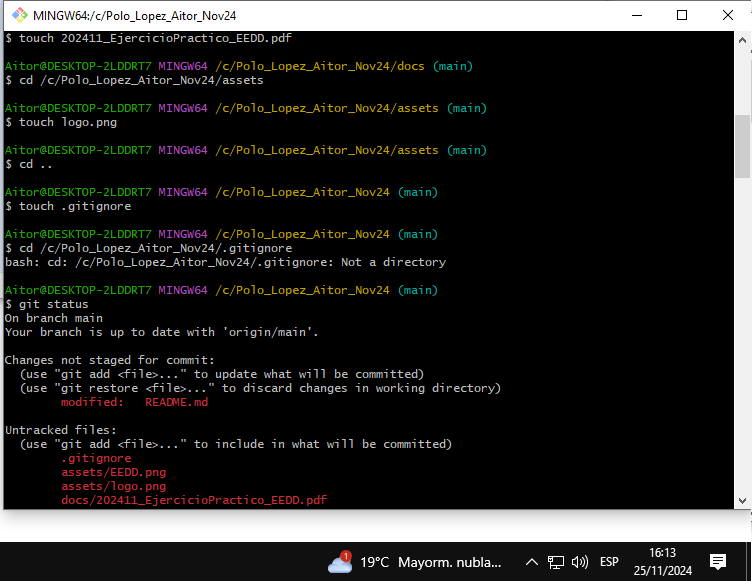 MINGW64:/c/Polo_Lopez_Aitor_Nov24
$ touch 202411_EjercicioPractico_EEDD.pdf
Aitor@DESKTOP-2LDDRT7 MINGW64 /c/Polo_Lopez_Aitor_Nov24/docs (main)
$ cd /c/Polo_Lopez_Aitor_Nov24/assets
Aitor@DESKTOP-2LDDRT7 MINGW64 /c/Polo_Lopez_Aitor_Nov24/assets (main)
$ touch logo.png
Aitor@DESKTOP-2LDDRT7 MINGW64 /c/Polo_Lopez_Aitor_Nov24/assets (main)
$ cd ..
Aitor@DESKTOP-2LDDRT7 MINGW64 /c/Polo_Lopez_Aitor_Nov24 (main)
$ touch .gitignore
Aitor@DESKTOP-2LDDRT7 MINGW64 /c/Polo_Lopez_Aitor_Nov24 (main)
$ cd /c/Polo_Lopez_Aitor_Nov24/.gitignore
bash: cd: /c/Polo_Lopez_Aitor_Nov24/.gitignore: Not a directory
Aitor@DESKTOP-2LDDRT7 MINGW64 /c/Polo_Lopez_Aitor_Nov24 (main)
$ git status
On branch main
Your branch is up to date with 'origin/main'.
Changes not staged for commit:
(use "git add <file>..." to update what will be committed)
(use "git restore <file>..." to discard changes in working directory)
modified:   README.md
Untracked files:
(use "git add <file>..." to include in what will be committed)
.gitignore
assets/EEDD.png
assets/logo.png
docs/202411_EjercicioPractico_EEDD.pdf
1
19°C Mayorm. nubla...
ESP
16:13
25/11/2024